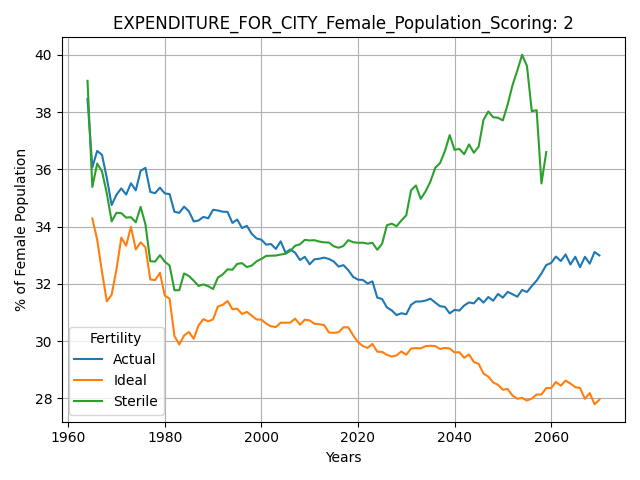 EXPENDITURE_FOR_CITY_Female_Population_Scoring: 2
% of Female Population
40
38
36
34
32
30
28
Fertility
Actual
Ideal
Sterile
1960 1980 2000 2020 2040 2060
Years